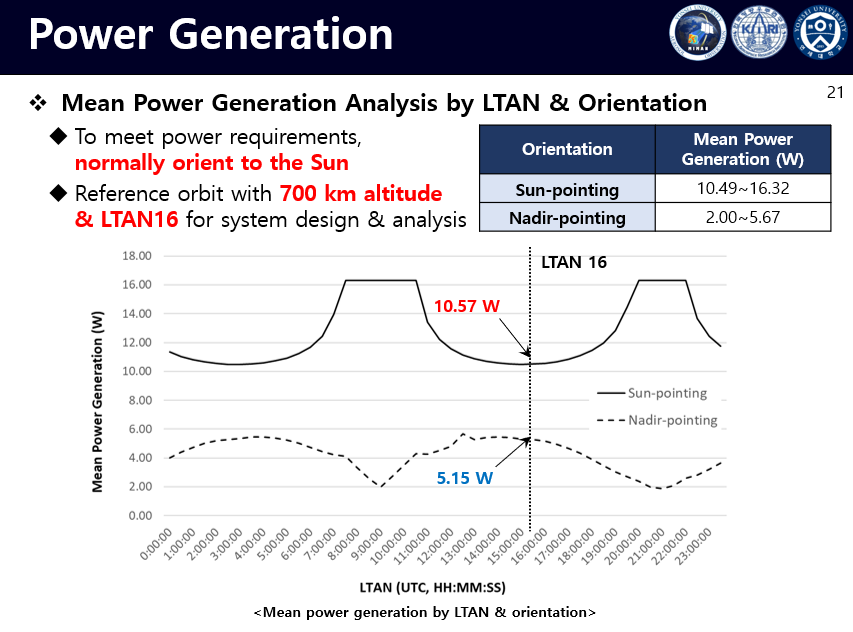 Power Generation
21
❖ Mean Power Generation Analysis by LTAN & Orientation
◆ To meet power requirements,
normally orient to the Sun
◆ Reference orbit with 700 km altitude
& LTAN16 for system design & analysis
Orientation
Mean Power
Generation (W)
Sun-pointing
10.49~16.32
Nadir-pointing
2.00~5.67
LTAN 16
10.57 W
5.15 W
Sun-pointing
Nadir-pointing
Mean Power Generation (W)
18.00
16.00
14.00
12.00
10.00
8.00
6.00
4.00
2.00
0.00
0:00:00
1:00:00
2:00:00
3:00:00
4:00:00
5:00:00
6:00:00
7:00:00
8:00:00
9:00:00
10:00:00
11:00:00
12:00:00
13:00:00
14:00:00
15:00:00
16:00:00
17:00:00
18:00:00
19:00:00
20:00:00
21:00:00
22:00:00
23:00:00
LTAN (UTC, HH:MM:SS)
<Mean power generation by LTAN & orientation>